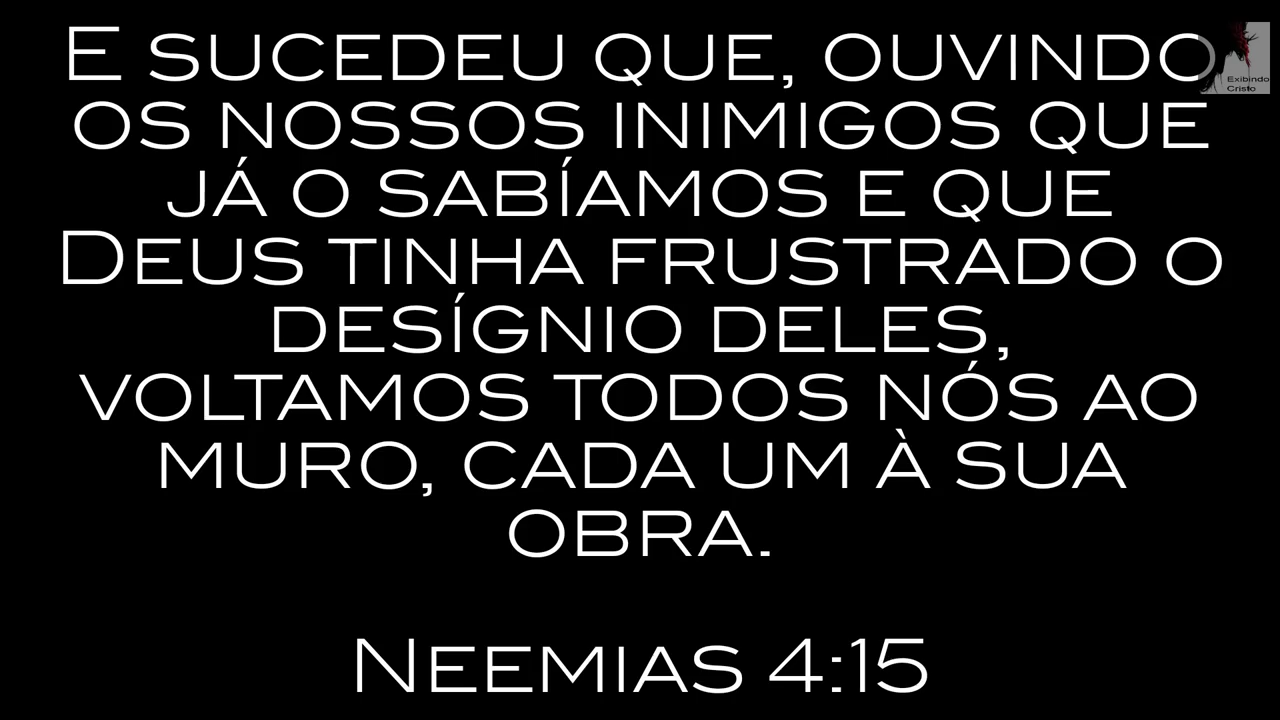 E sucedeu que, ouvindo
os nossos inimigos que
já o sabíamos e que
Deus tinha frustrado o
desígnio deles,
voltamos todos nós ao
muro, cada um à sua
obra.
Neemias 4:15
Exibindo
Cristo